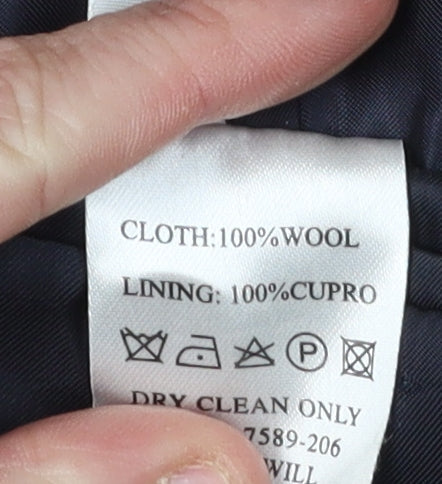 CLOTH:100%WOOL
LINING: 100%CUPRO
P
DRY CLEAN ONLY
7589-206
WILL